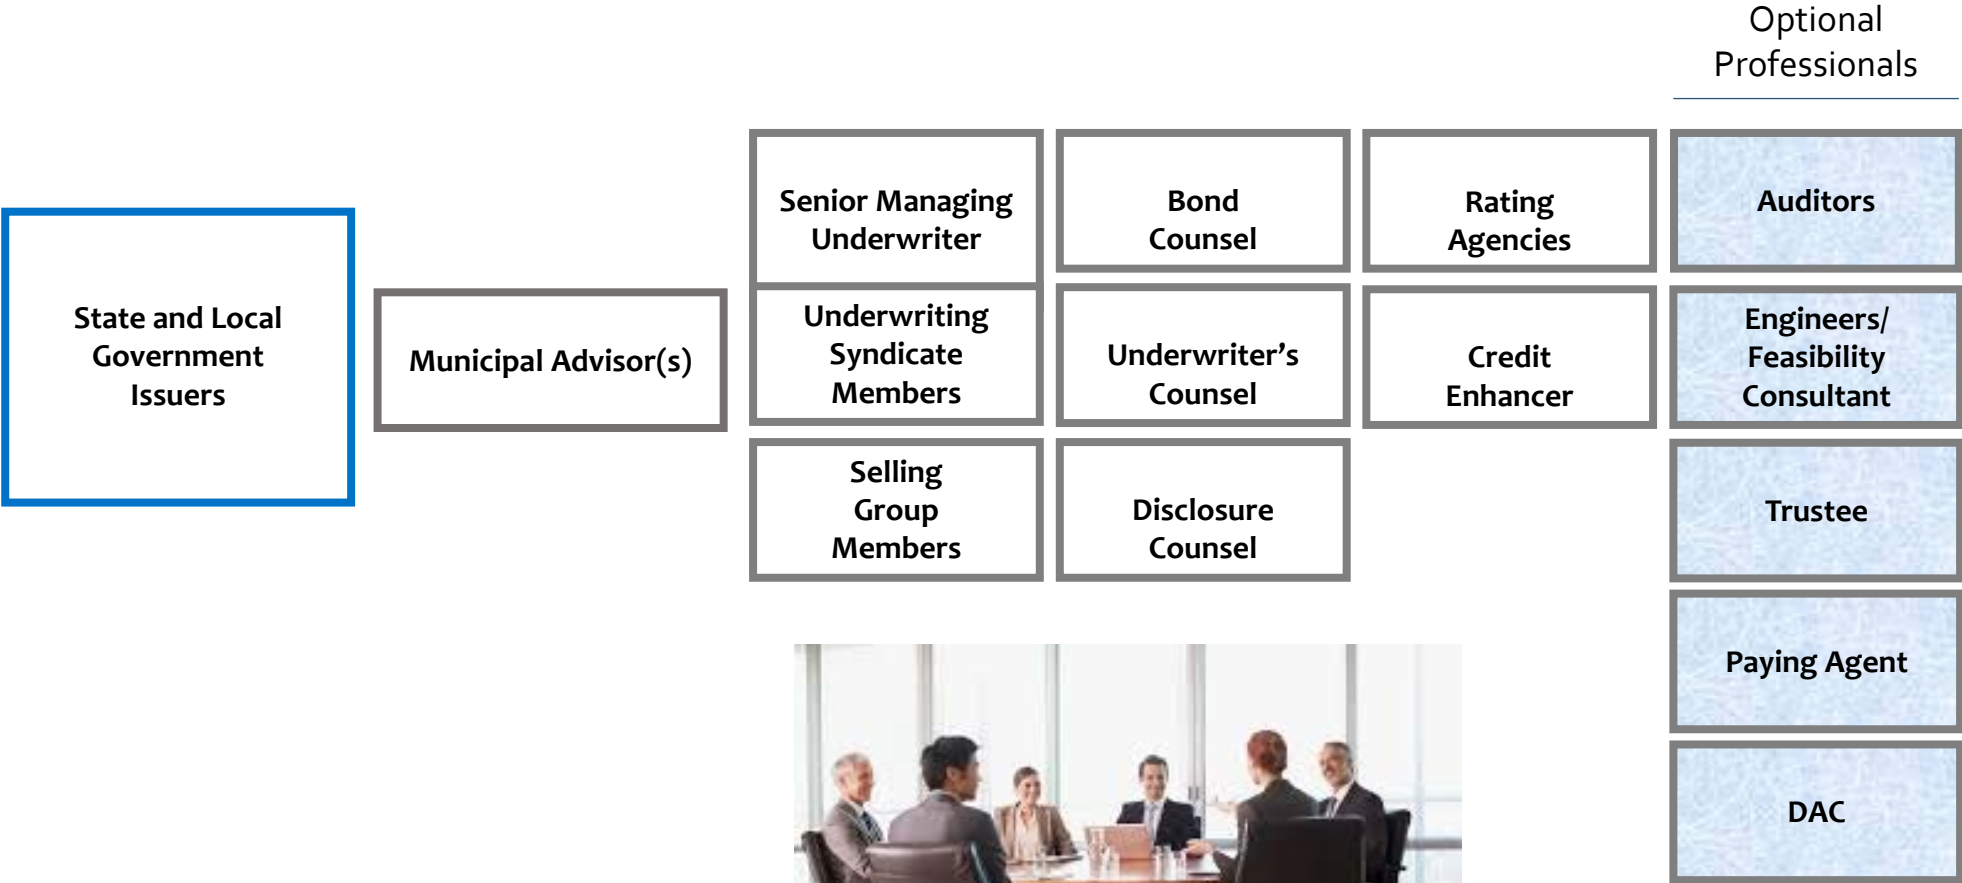 Optional
Professionals
State and Local
Government
Issuers
Municipal Advisor(s)
Senior Managing
Underwriter
Underwriting
Syndicate
Members
Selling
Group
Members
Bond
Counsel
Underwriter’s
Counsel
Disclosure
Counsel
Rating
Agencies
Credit
Enhancer
Auditors
Engineers/
Feasibility
Consultant
Trustee
Paying Agent
DAC